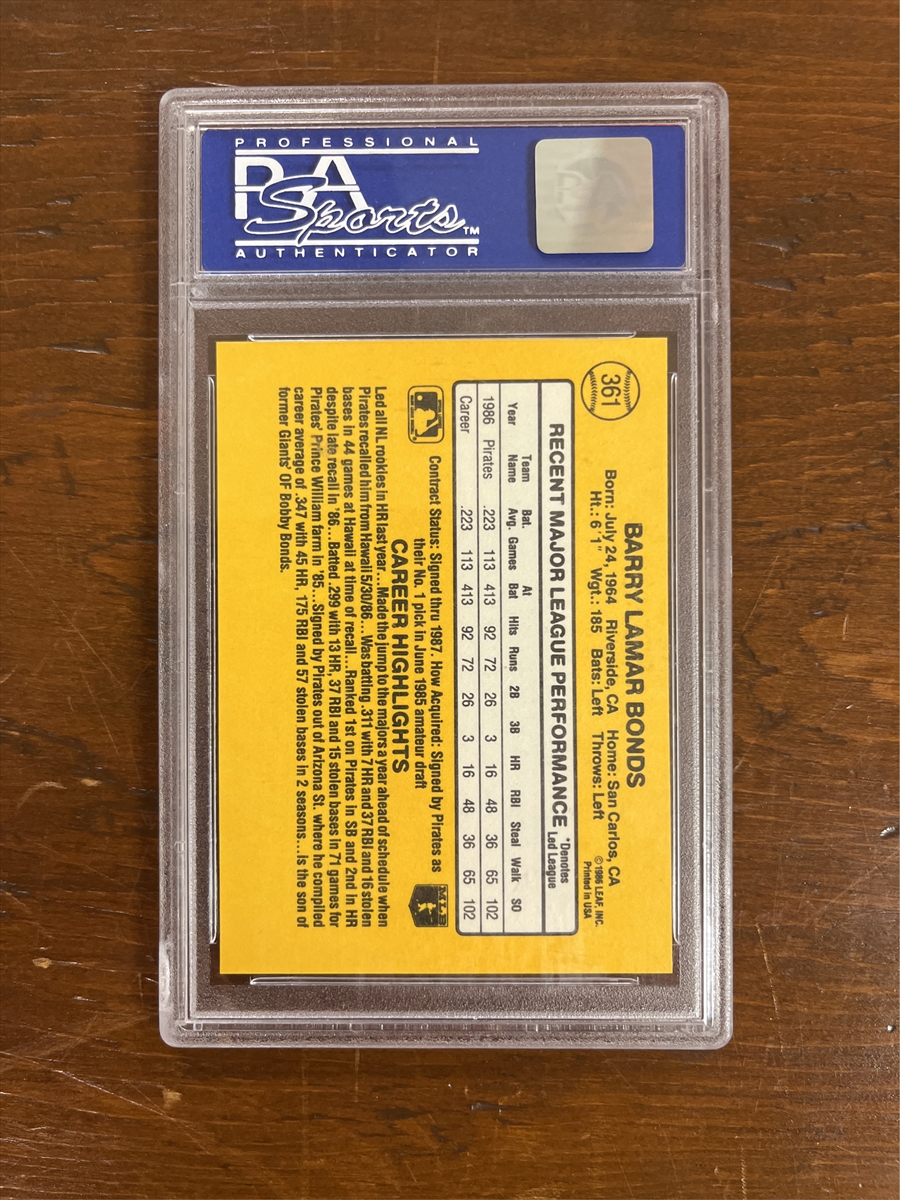 PROFESSIONAL
PSA
Sports™
AUTHENTICATOR
361
BARRY LAMAR BONDS
Born: July 24, 1964 Riverside, CA Home: San Carlos, CA
Ht.: 6'1" Wgt.: 185 Bats: Left Throws: Left
©1986 LEAF, INC.
Printed in USA
RECENT MAJOR LEAGUE PERFORMANCE *Denotes Led League
Year Team Name Bat. Avg. Games At Bat Hits Runs 2B 3B HR RBI Steal Walk SO
1986 Pirates .223 113 413 92 72 26 3 16 48 36 65 102
Career .223 113 413 92 72 26 3 16 48 36 65 102
Contract Status: Signed thru 1987. How Acquired: Signed by Pirates as
their No. 1 pick in June 1985 amateur draft
MLB
CAREER HIGHLIGHTS
Led all NL rookies in HR last year...Made the jump to the majors a year ahead of schedule when
Pirates recalled him from Hawaii 5/30/86...Was batting .311 with 7 HR and 37 RBI and 16 stolen
bases in 44 games at Hawaii at time of recall...Ranked 1st on Pirates in SB and 2nd in HR
despite late recall in '86...Batted .299 with 13 HR, 37 RBI and 15 stolen bases in 71 games for
Pirates' Prince William farm in '85...Signed by Pirates out of Arizona St. where he compiled
career average of .347 with 45 HR, 175 RBI and 57 stolen bases in 2 seasons...Is the son of
former Giants' OF Bobby Bonds.